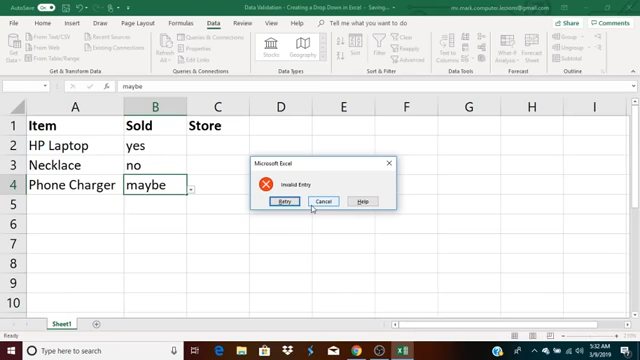 AutoSave On
Data Validation - Creating a Drop Down in Excel - Saving...
mr.mark.computer.lessons@gmail.com
File Home Insert Page Layout Formulas Data Review View Help Tell me what you want to do
Share Comments
From Text/CSV Recent Sources
From Web Existing Connections
From Table/Range
Refresh All
Queries & Connections
Properties
Edit Links
Stocks Geography
Sort Filter
Clear
Reapply
Advanced
Text to Columns
What-If Analysis
Forecast Sheet
Group
Ungroup
Subtotal
Get & Transform Data Queries & Connections Data Types Sort & Filter Data Tools Forecast Outline
B4 fx maybe
A B C D E F G H I
1 Item Sold Store
2 HP Laptop yes
3 Necklace no
4 Phone Charger maybe
5
6
7
8
9
10
Microsoft Excel
Invalid Entry
Retry Cancel Help
Sheet1
Ready
Type here to search
5:32 AM
3/9/2019